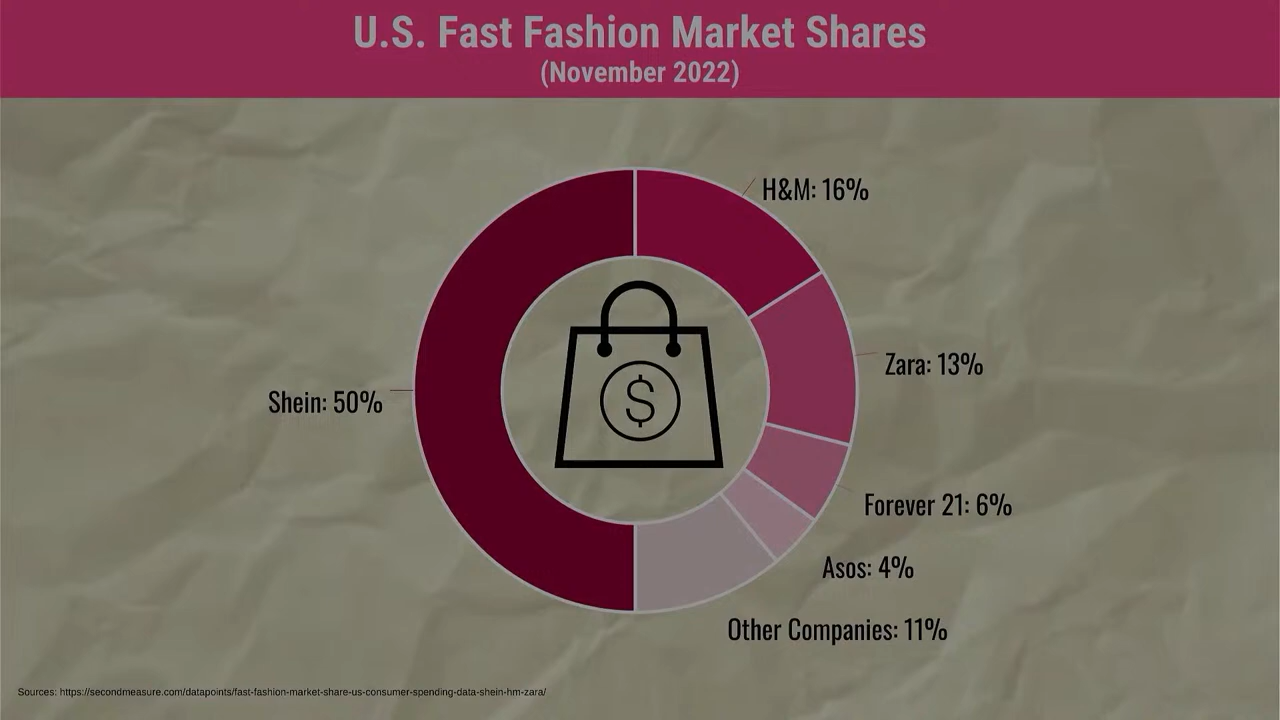 U.S. Fast Fashion Market Shares
(November 2022)
H&M: 16%
Zara: 13%
Shein: 50%
$
Forever 21: 6%
Asos: 4%
Other Companies: 11%
Sources: https://secondmeasure.com/datapoints/fast-fashion-market-share-us-consumer-spending-data-shein-hm-zara/